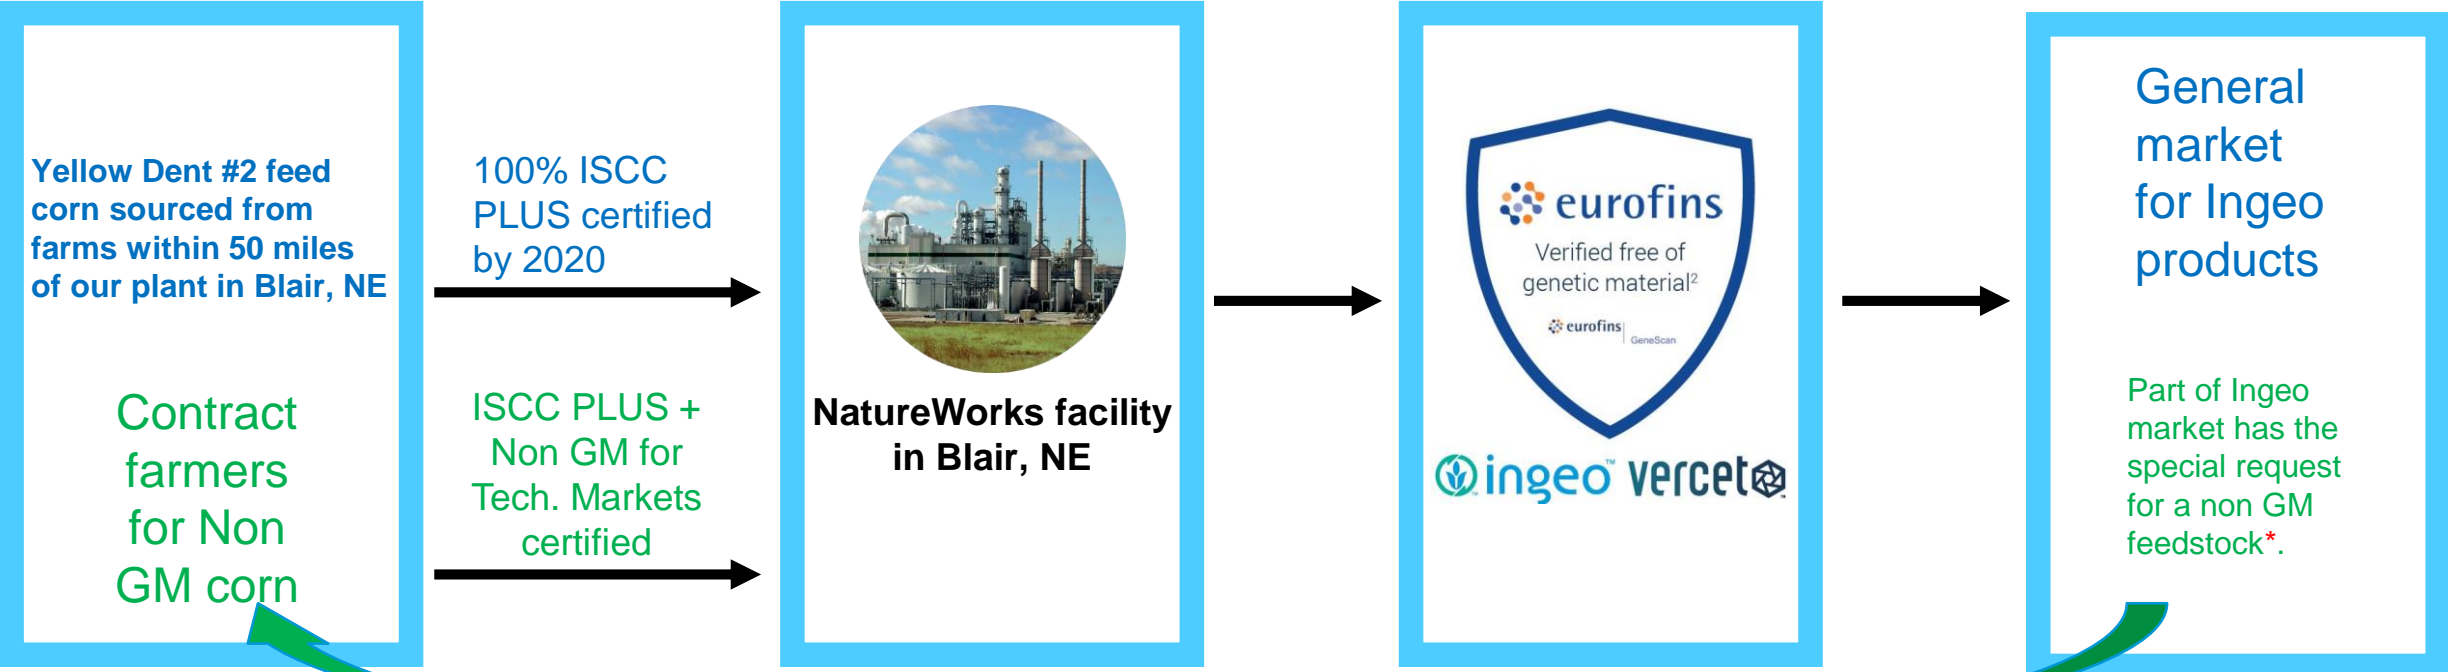 Yellow Dent #2 feed
corn sourced from
farms within 50 miles
of our plant in Blair, NE
Contract
farmers
for Non
GM corn
100% ISCC
PLUS certified
by 2020
ISCC PLUS +
Non GM for
Tech. Markets
certified
NatureWorks facility
in Blair, NE
eurofins
Verified free of
genetic material²
eurofins
GeneScan
ingeo™ vercet™
General
market
for Ingeo
products
Part of Ingeo
market has the
special request
for a non GM
feedstock*.